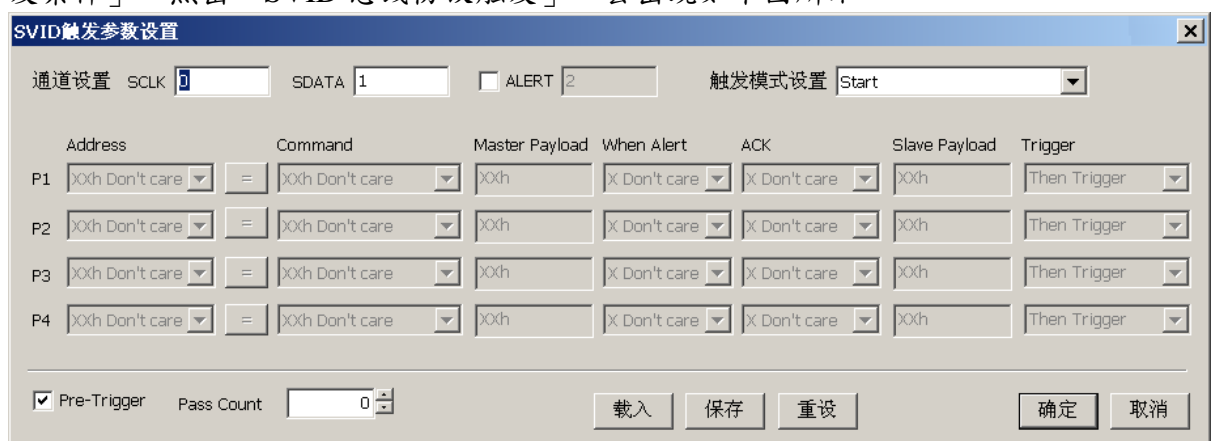 SVID触发参数设置
通道设置 SCLK 0 SDATA 1 ALERT 2 触发模式设置 Start
Address Command Master Payload When Alert ACK Slave Payload Trigger
P1 XXh Don't care = XXh Don't care XXh X Don't care X Don't care XXh Then Trigger
P2 XXh Don't care = XXh Don't care XXh X Don't care X Don't care XXh Then Trigger
P3 XXh Don't care = XXh Don't care XXh X Don't care X Don't care XXh Then Trigger
P4 XXh Don't care = XXh Don't care XXh X Don't care X Don't care XXh Then Trigger
Pre-Trigger Pass Count 0 载入 保存 重设 确定 取消